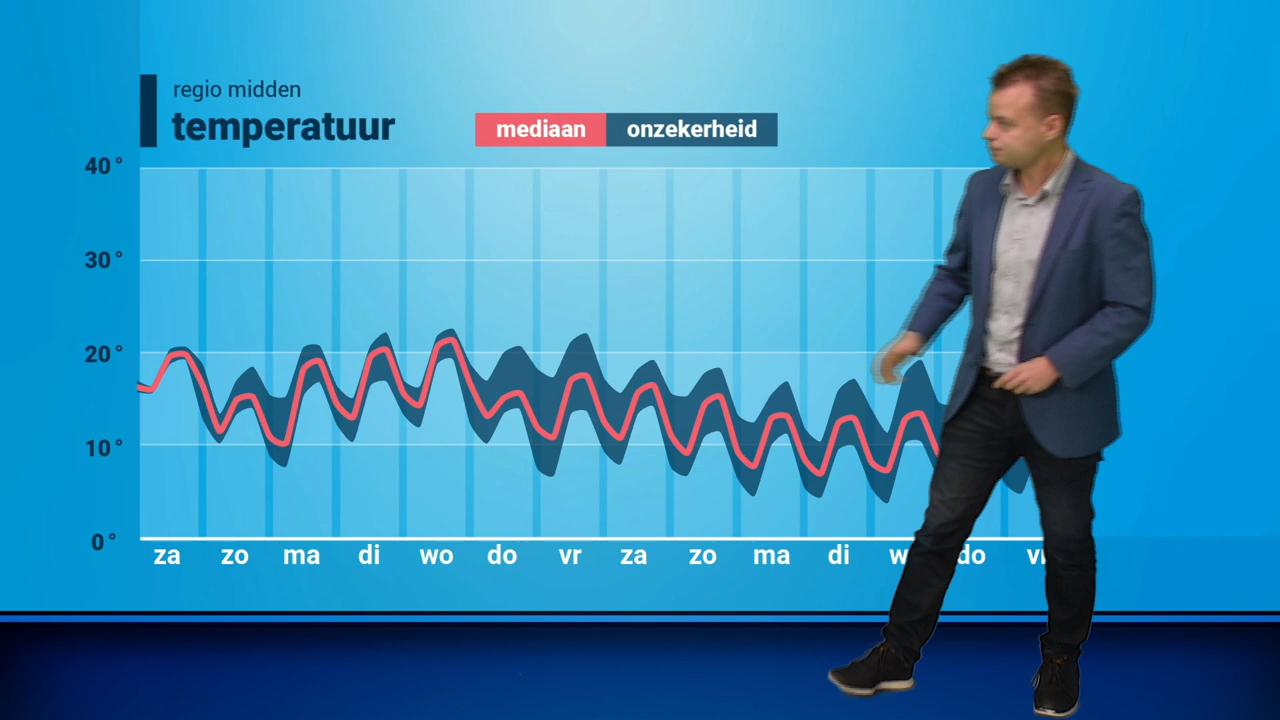 regio midden
temperatuur
mediaan onzekerheid
40°
30°
20°
10°
0°
za zo ma di wo do vr za zo ma di w do v